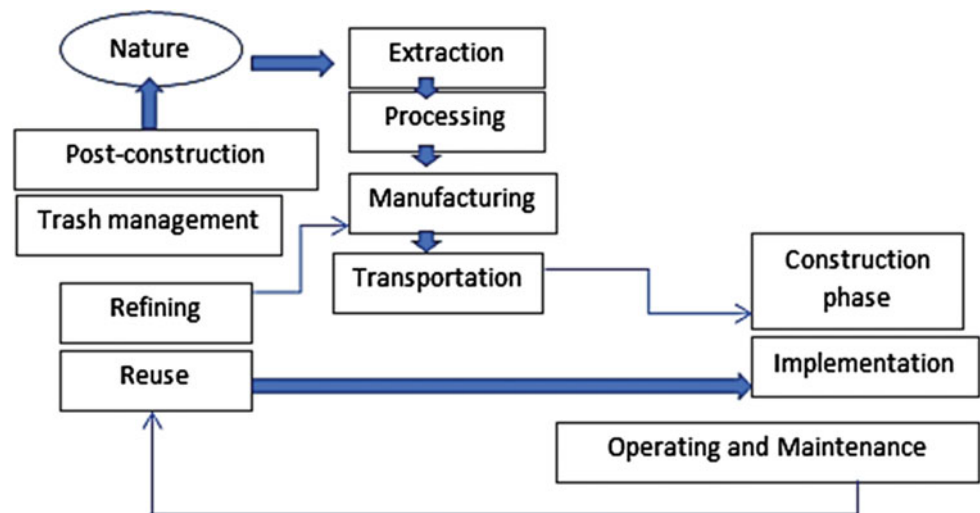 Nature
Extraction
Processing
Post-construction
Manufacturing
Trash management
Transportation
Construction
phase
Refining
Implementation
Reuse
Operating and Maintenance